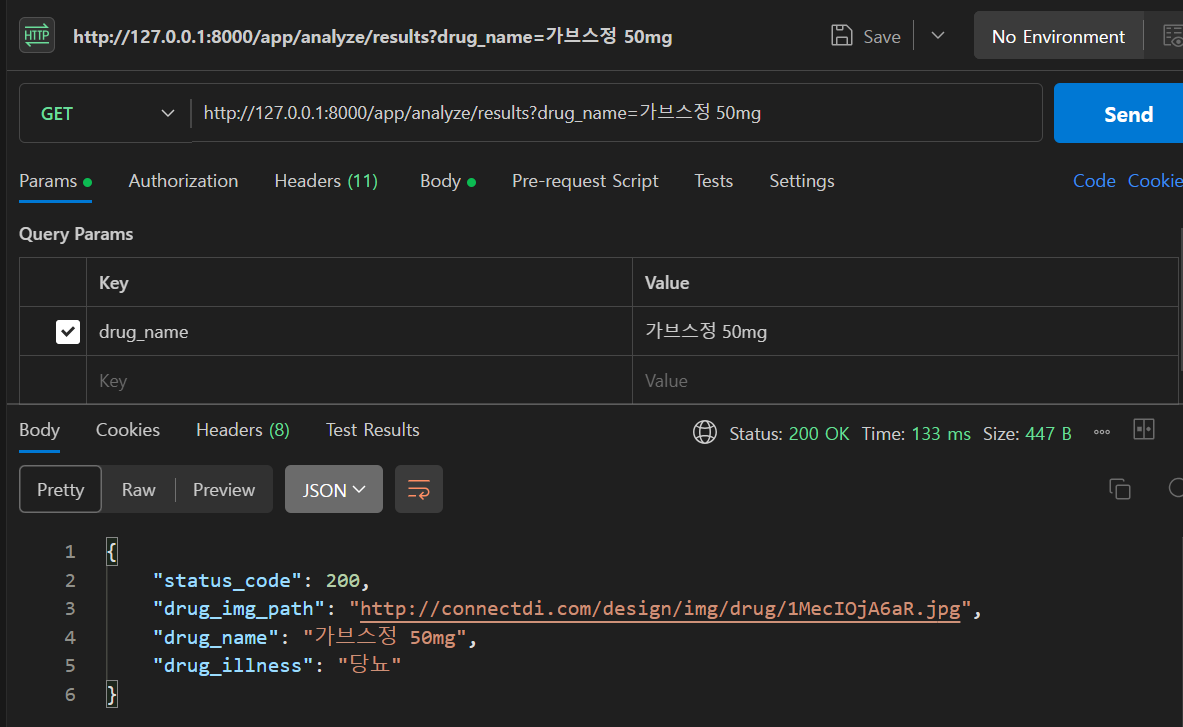 HTTP http://127.0.0.1:8000/app/analyze/results?drug_name=가브스정 50mg Save No Environment
GET http://127.0.0.1:8000/app/analyze/results?drug_name=가브스정 50mg Send
Params Authorization Headers (11) Body Pre-request Script Tests Settings Code Cookie
Query Params
Key Value
drug_name 가브스정 50mg
Key Value
Body Cookies Headers (8) Test Results Status: 200 OK Time: 133 ms Size: 447 B
Pretty Raw Preview JSON
1 {
2 "status_code": 200,
3 "drug_img_path": "http://connectdi.com/design/img/drug/1MecIOjA6aR.jpg",
4 "drug_name": "가브스정 50mg",
5 "drug_illness": "당뇨"
6 }